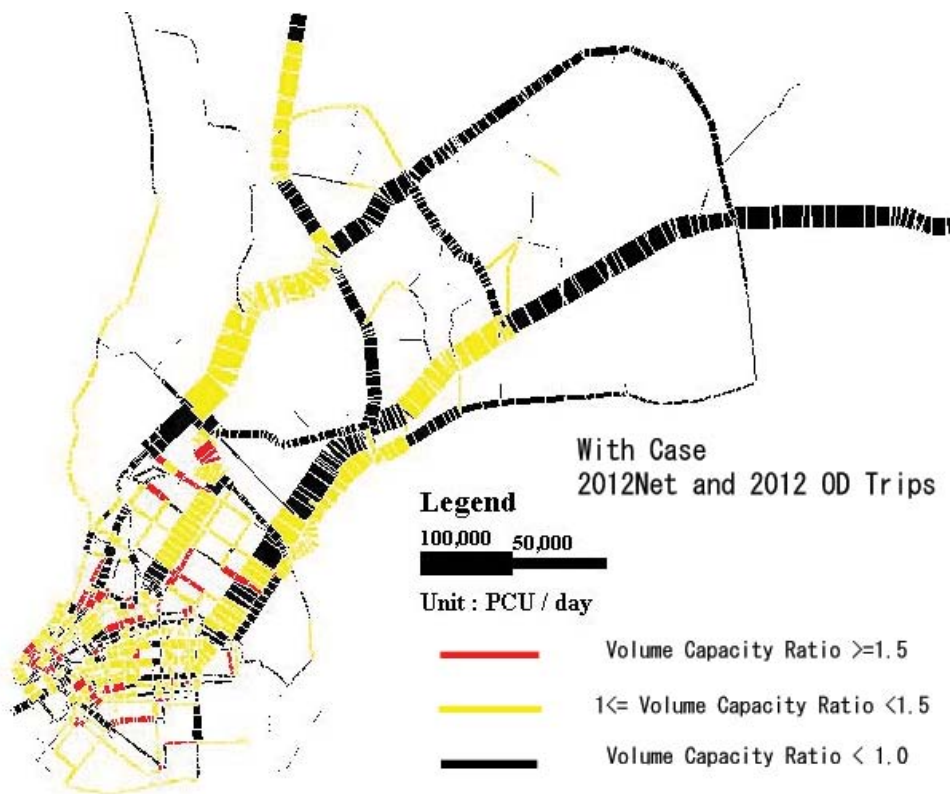 With Case
2012Net and 2012 OD Trips
Legend
100,000 50,000
Unit : PCU / day
Volume Capacity Ratio >=1.5
1<= Volume Capacity Ratio <1.5
Volume Capacity Ratio < 1.0